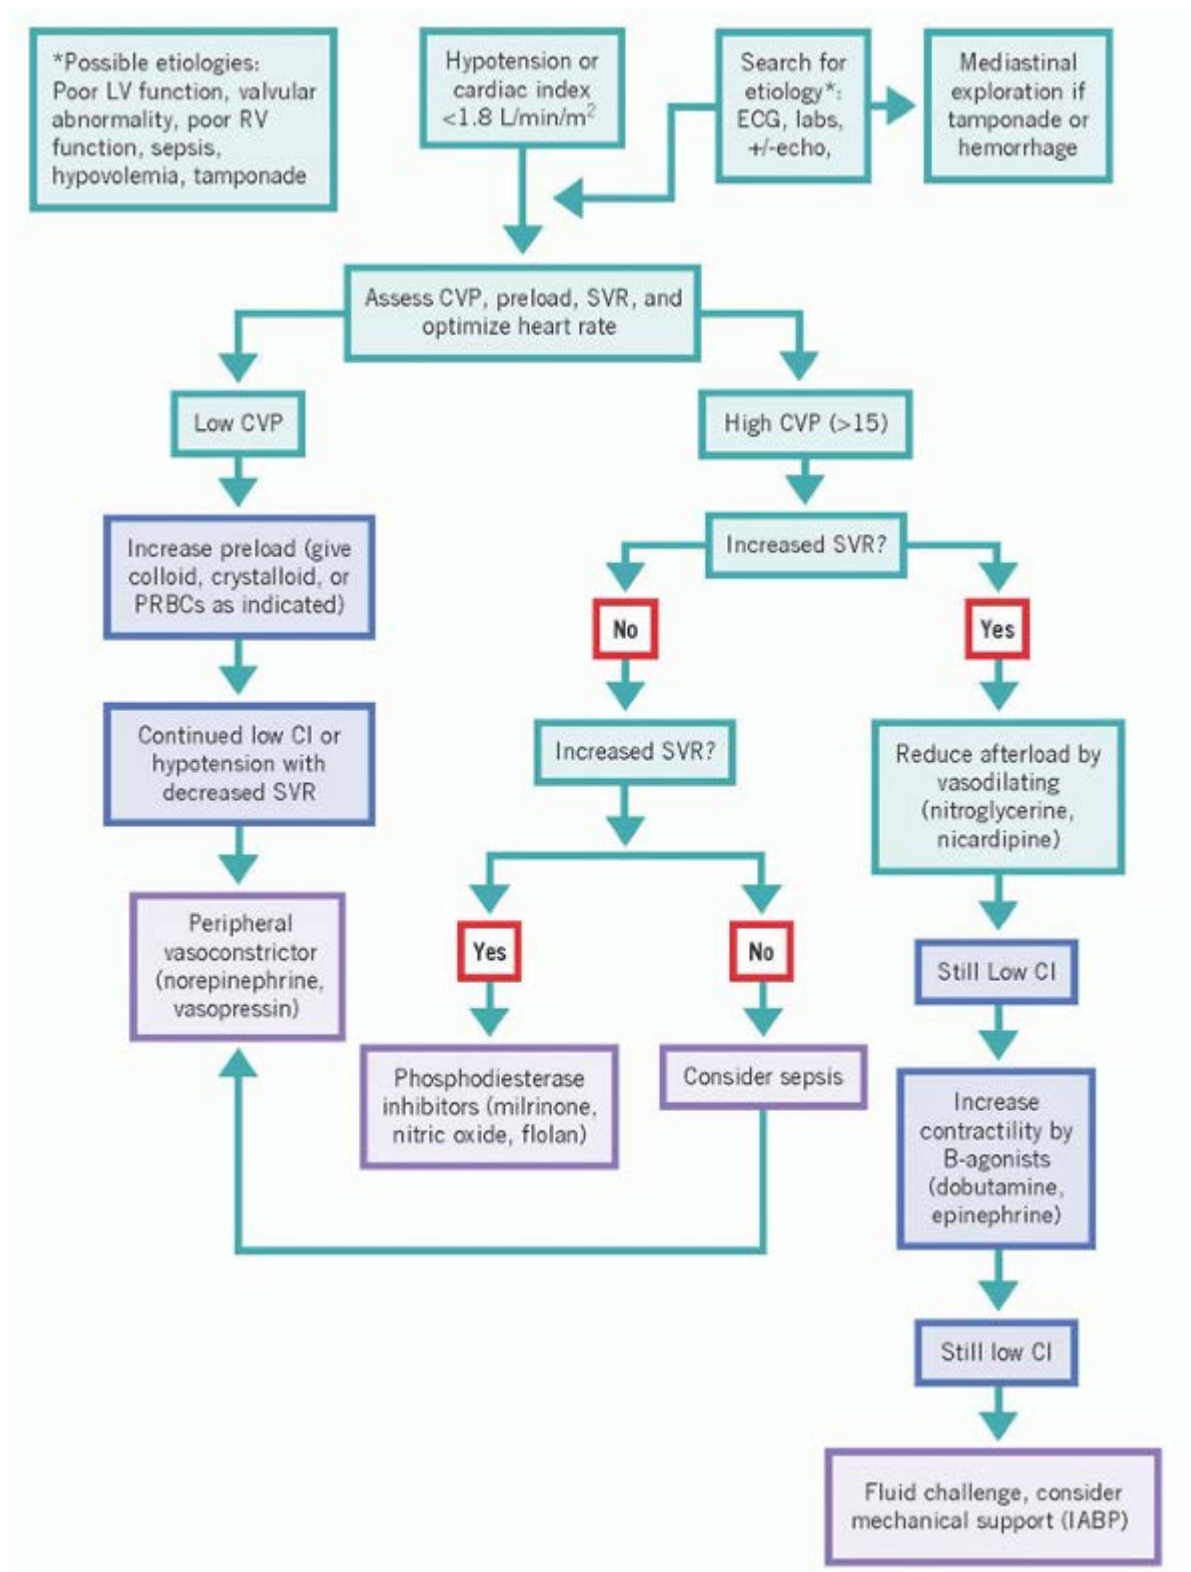 *Possible etiologies:
Poor LV function, valvular
abnormality, poor RV
function, sepsis,
hypovolemia, tamponade
Hypotension or
cardiac index
<1.8 L/min/m²
Search for
etiology*:
ECG, labs,
+/-echo,
Mediastinal
exploration if
tamponade or
hemorrhage
Assess CVP, preload, SVR, and
optimize heart rate
Low CVP
High CVP (>15)
Increase preload (give
colloid, crystalloid, or
PRBCs as indicated)
Increased SVR?
No
Yes
Continued low CI or
hypotension with
decreased SVR
Increased SVR?
Reduce afterload by
vasodilating
(nitroglycerine,
nicardipine)
Peripheral
vasoconstrictor
(norepinephrine,
vasopressin)
Yes
No
Still Low CI
Phosphodiesterase
inhibitors (milrinone,
nitric oxide, flolan)
Consider sepsis
Increase
contractility by
B-agonists
(dobutamine,
epinephrine)
Still low CI
Fluid challenge, consider
mechanical support (IABP)